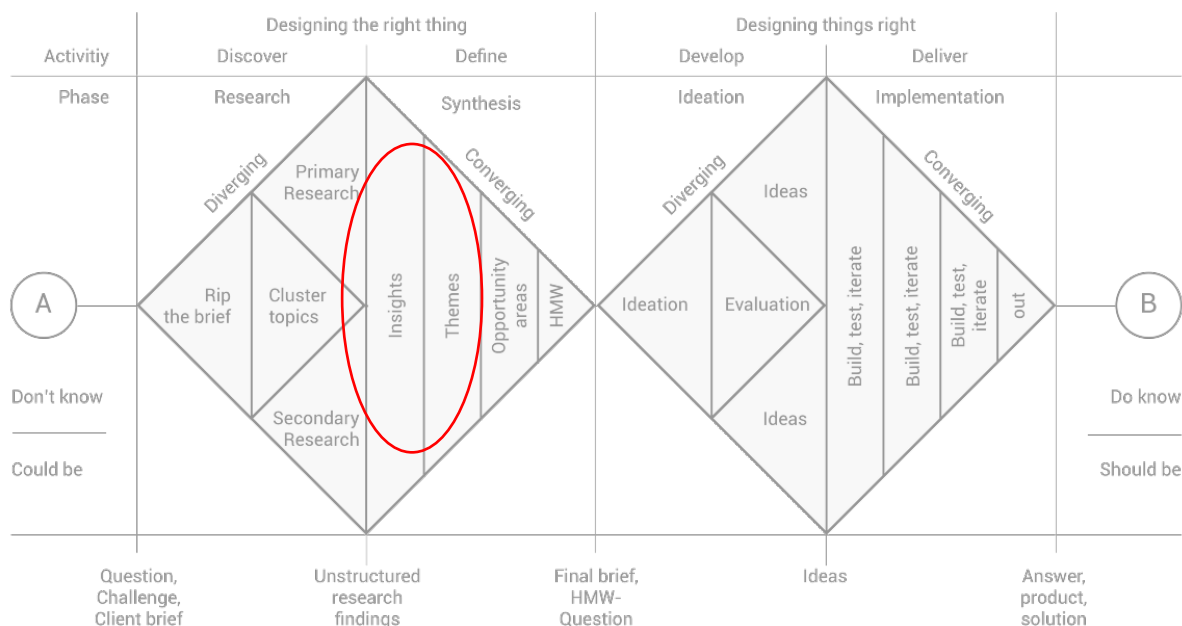 Designing the right thing
Designing things right
Activitiy
Discover
Define
Develop
Deliver
Phase
Research
Synthesis
Ideation
Implementation
Diverging
Converging
Diverging
Converging
Primary
Research
Ideas
A
Rip
the brief
Cluster
topics
Insights
Themes
Opportunity
areas
HMW
Ideation
Evaluation
Build, test, iterate
Build, test, iterate
Build, test,
iterate
out
B
Don't know
Could be
Secondary
Research
Ideas
Do know
Should be
Question,
Challenge,
Client brief
Unstructured
research
findings
Final brief,
HMW-
Question
Ideas
Answer,
product,
solution